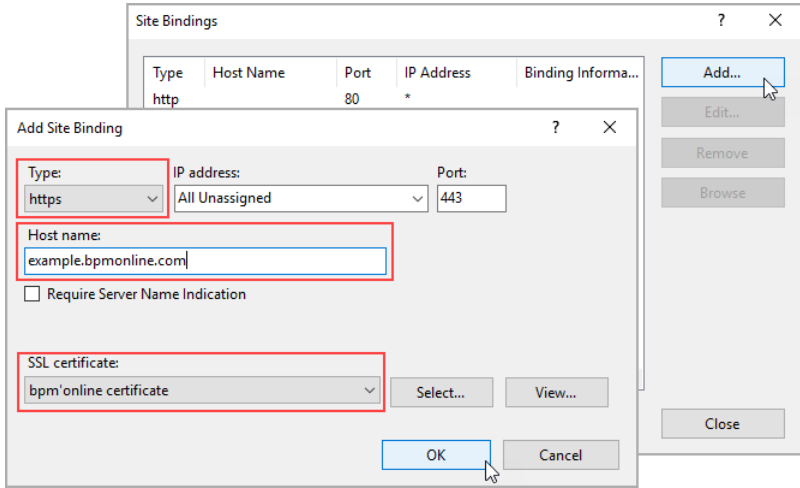 Site Bindings ? ×
Type Host Name Port IP Address Binding Informa... Add...
http 80 *
Edit...
Remove
Browse
Close
Add Site Binding ? ×
Type: IP address: Port:
https All Unassigned 443
Host name:
example.bpmonline.com
Require Server Name Indication
SSL certificate:
bpm'online certificate Select... View...
OK Cancel